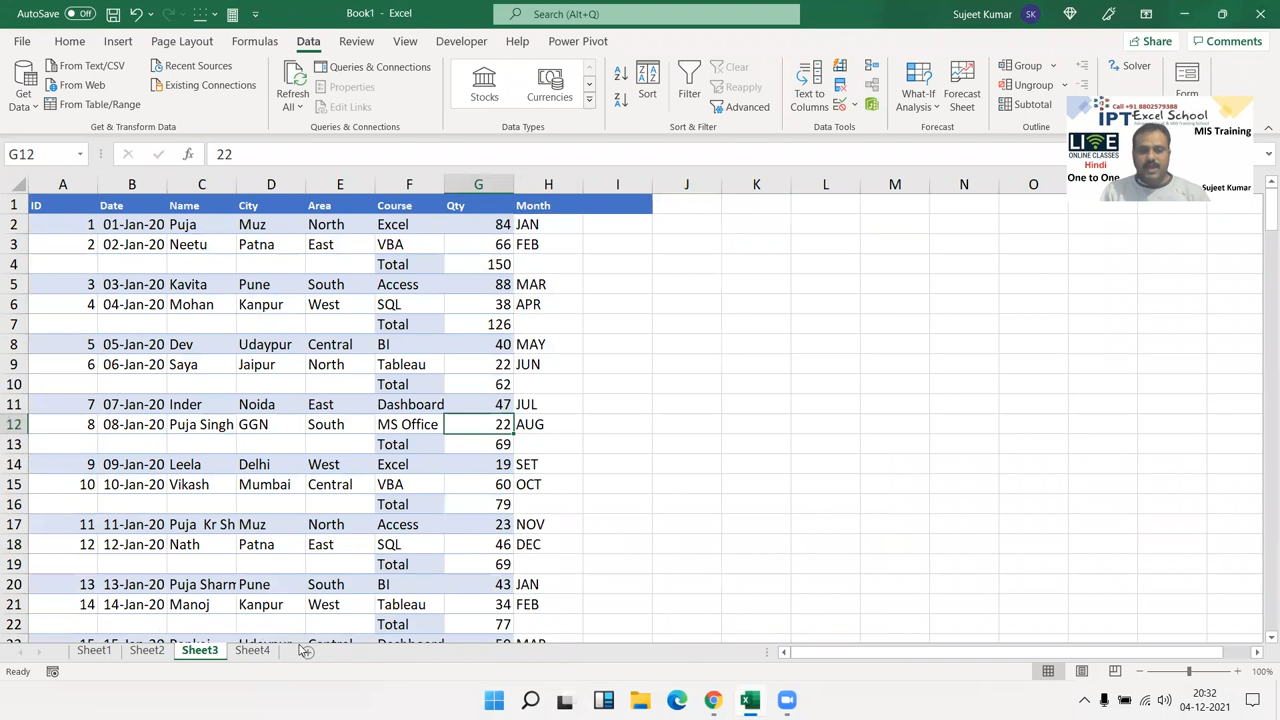 AutoSave Off Book1 - Excel Search (Alt+Q) Sujeet Kumar SK
File Home Insert Page Layout Formulas Data Review View Developer Help Power Pivot Share Comments
Get Data From Text/CSV From Web From Table/Range Recent Sources Existing Connections
Refresh All Queries & Connections Properties Edit Links
Stocks Currencies
Sort Filter Clear Reapply Advanced
Text to Columns What-If Analysis Forecast Sheet Group Ungroup Subtotal Solver Form
Get & Transform Data Queries & Connections Data Types Sort & Filter Data Tools Forecast Outline
Call +91 8802579388
IPT Excel School
MIS Training
LIVE
ONLINE CLASSES
Hindi
One to One
Sujeet Kumar
G12 fx 22
A B C D E F G H I J K L M N O
1 ID Date Name City Area Course Qty Month
2 1 01-Jan-20 Puja Muz North Excel 84 JAN
3 2 02-Jan-20 Neetu Patna East VBA 66 FEB
4 Total 150
5 3 03-Jan-20 Kavita Pune South Access 88 MAR
6 4 04-Jan-20 Mohan Kanpur West SQL 38 APR
7 Total 126
8 5 05-Jan-20 Dev Udaypur Central BI 40 MAY
9 6 06-Jan-20 Saya Jaipur North Tableau 22 JUN
10 Total 62
11 7 07-Jan-20 Inder Noida East Dashboard 47 JUL
12 8 08-Jan-20 Puja Singh GGN South MS Office 22 AUG
13 Total 69
14 9 09-Jan-20 Leela Delhi West Excel 19 SET
15 10 10-Jan-20 Vikash Mumbai Central VBA 60 OCT
16 Total 79
17 11 11-Jan-20 Puja Kr Sh Muz North Access 23 NOV
18 12 12-Jan-20 Nath Patna East SQL 46 DEC
19 Total 69
20 13 13-Jan-20 Puja Sharm Pune South BI 43 JAN
21 14 14-Jan-20 Manoj Kanpur West Tableau 34 FEB
22 Total 77
Sheet1 Sheet2 Sheet3 Sheet4
Ready 100%
20:32
04-12-2021